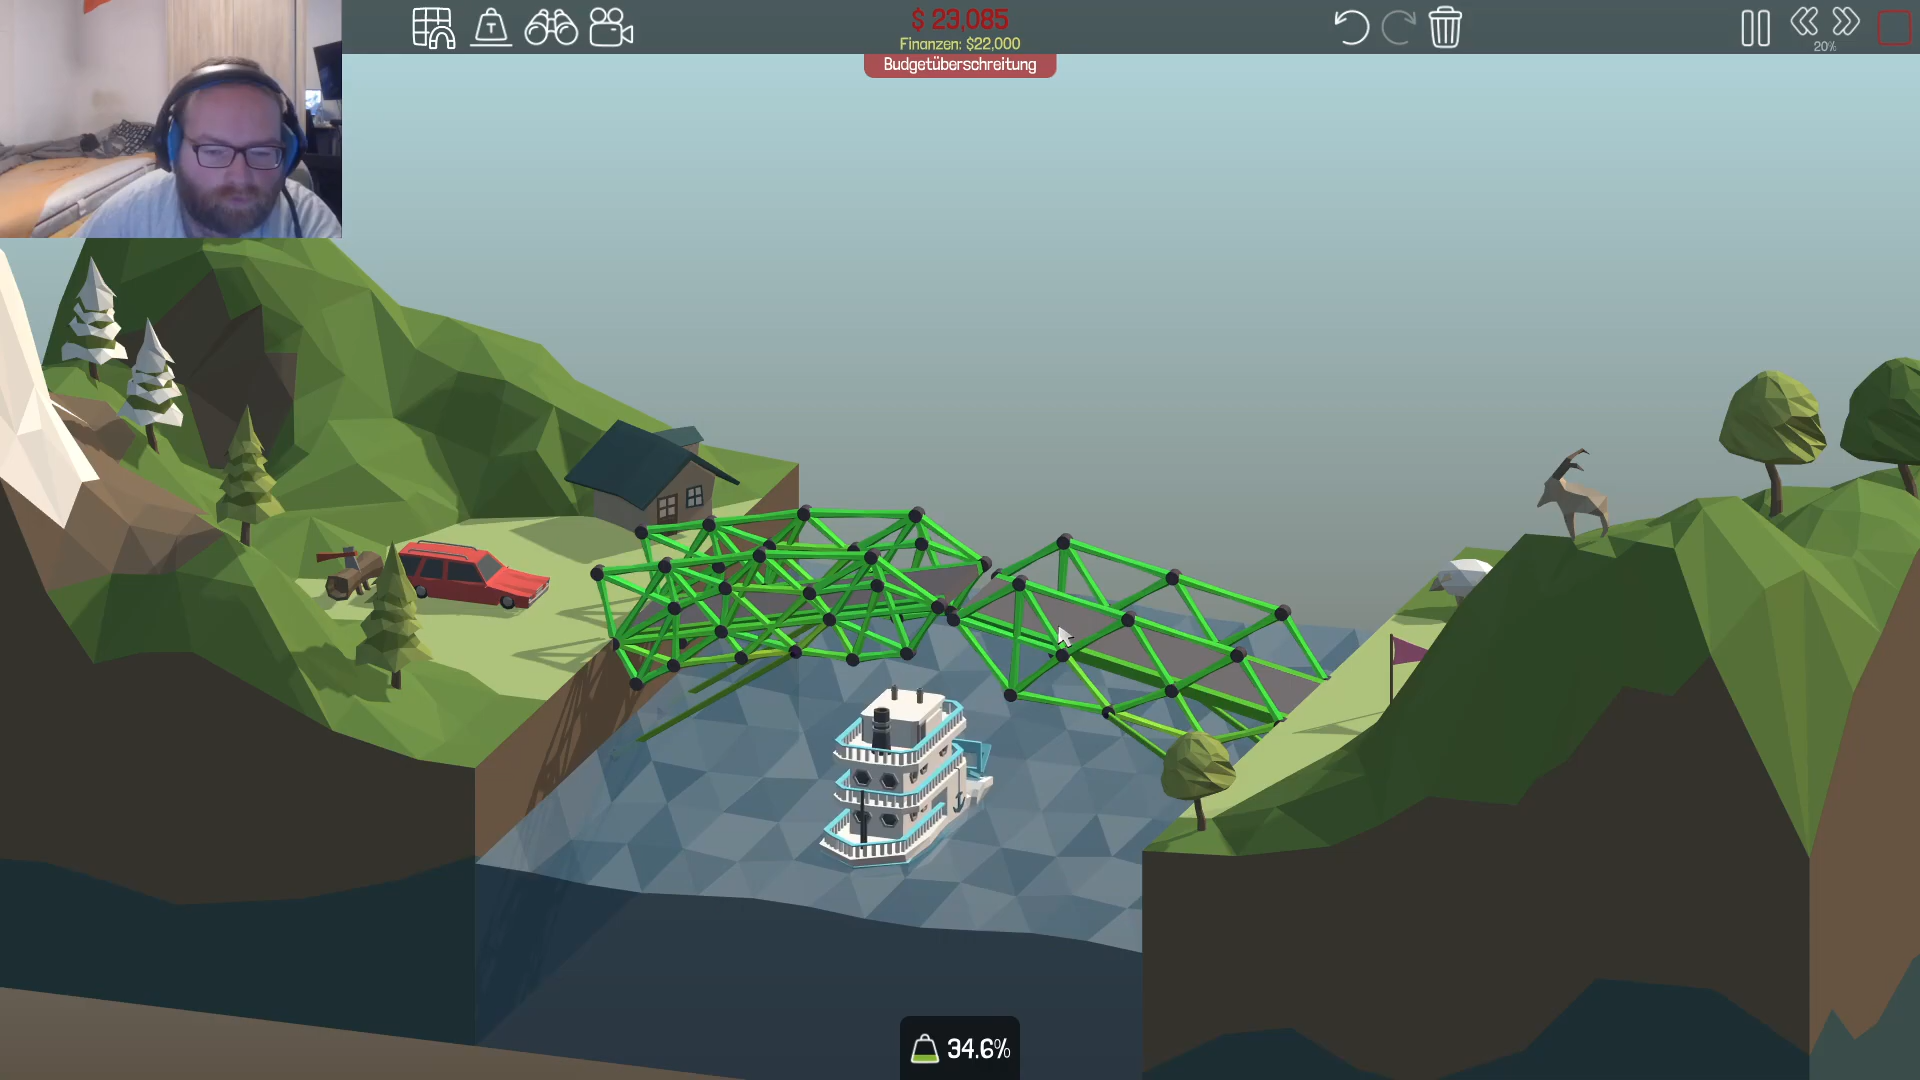 $ 23,085
Finanzen: $22,000
Budgetüberschreitung
20%
T
34.6%